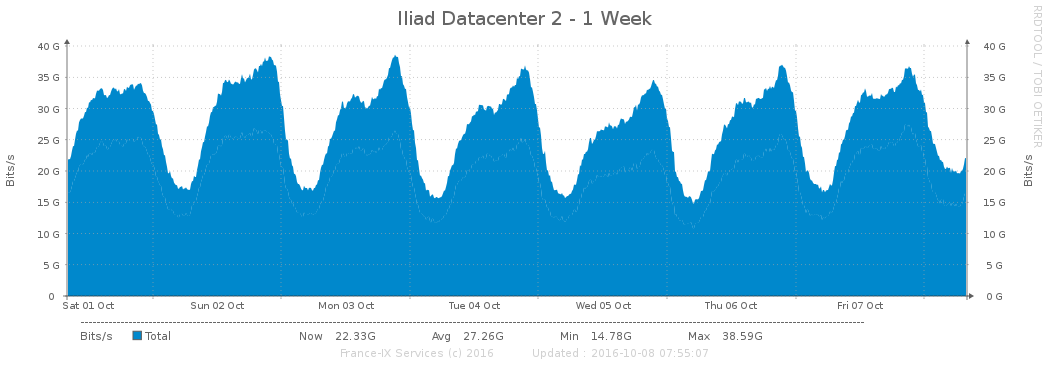 Iliad Datacenter 2 - 1 Week
RRDTOOL / TOBI OETIKER
Bits/s
Bits/s
40 G 40 G
35 G 35 G
30 G 30 G
25 G 25 G
20 G 20 G
15 G 15 G
10 G 10 G
5 G 5 G
0 0 G
Sat 01 Oct Sun 02 Oct Mon 03 Oct Tue 04 Oct Wed 05 Oct Thu 06 Oct Fri 07 Oct
Bits/s Total Now 22.33G Avg 27.26G Min 14.78G Max 38.59G
France-IX Services (c) 2016 Updated : 2016-10-08 07:55:07